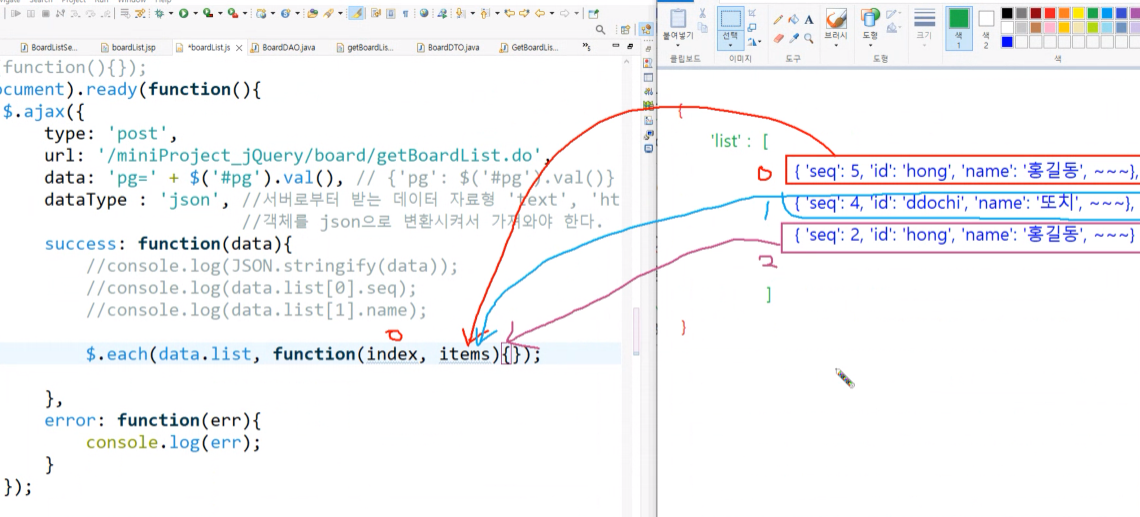 Search Project Run Window Help
BoardListSe...
boardList.jsp
*boardList.js
BoardDAO.java
getBoardLis...
BoardDTO.java
GetBoardLis...
»5
function(){});
ocument).ready(function(){
$.ajax({
type: 'post',
url: '/miniProject_jQuery/board/getBoardList.do',
data: 'pg=' + $('#pg').val(), // {'pg': $('#pg').val()}
dataType : 'json', //서버로부터 받는 데이터 자료형 'text', 'ht
//객체를 json으로 변환시켜서 가져와야 한다.
success: function(data){
//console.log(JSON.stringify(data));
//console.log(data.list[0].seq);
//console.log(data.list[1].name);
0
$.each(data.list, function(index, items){});
},
error: function(err){
console.log(err);
}
});
붙여넣기
선택
브러시
도형
크기
색
1
색
2
클립보드
이미지
도구
도형
색
{
'list' : [
0 { 'seq': 5, 'id': 'hong', 'name': '홍길동', ~~~},
1 { 'seq': 4, 'id': 'ddochi', 'name': '또치', ~~~},
2 { 'seq': 2, 'id': 'hong', 'name': '홍길동', ~~~}
]
}